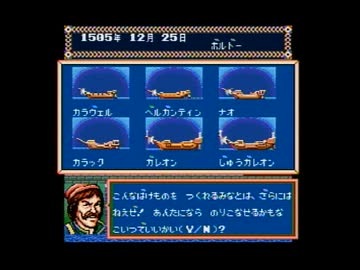 1505年 12月 25日
ボルドー
カラヴェル ベルガンティン ナオ
カラック ガレオン じゅうガレオン
こんなばけものを つくれるみなとは、さらには
ねえぜ! あんたになら のりこなせるかもな
こいつでいいかい(Y/N)?